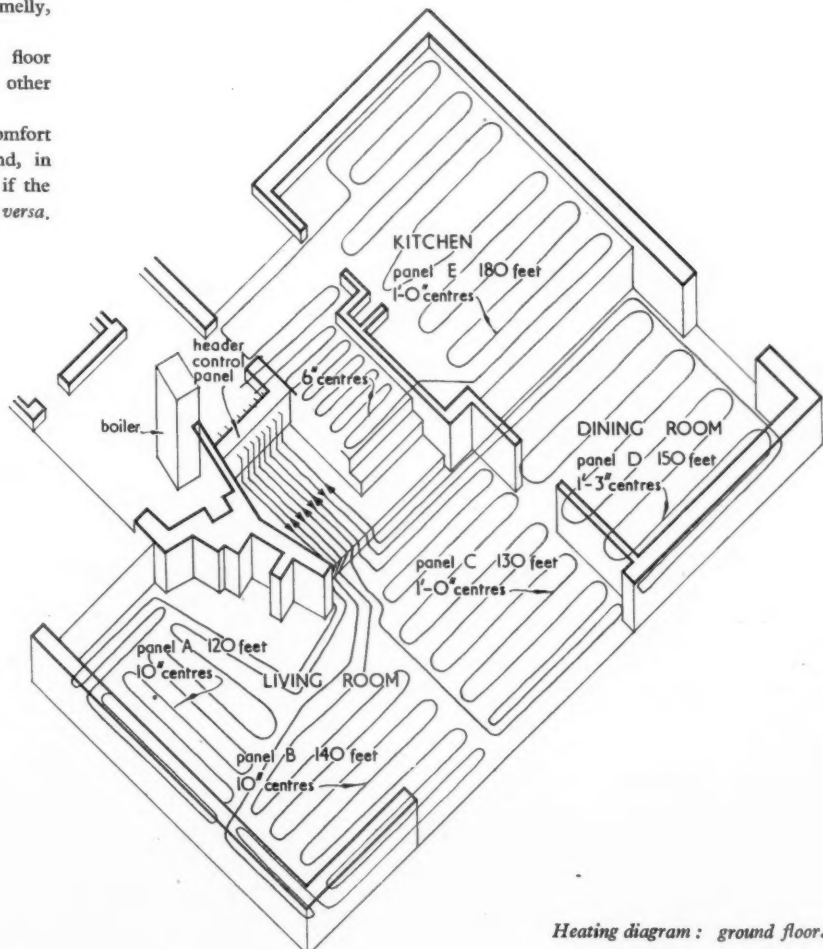 melly,
floor
other
omfort
nd, in
if the
versa.
KITCHEN
panel E 180 feet
1'-0" centres
header
control
panel
6" centres
boiler
DINING ROOM
panel D 150 feet
1'-3" centres
panel C 130 feet
1'-0" centres
panel A 120 feet
10" centres
LIVING ROOM
panel B 140 feet
10" centres
Heating diagram : ground floor.